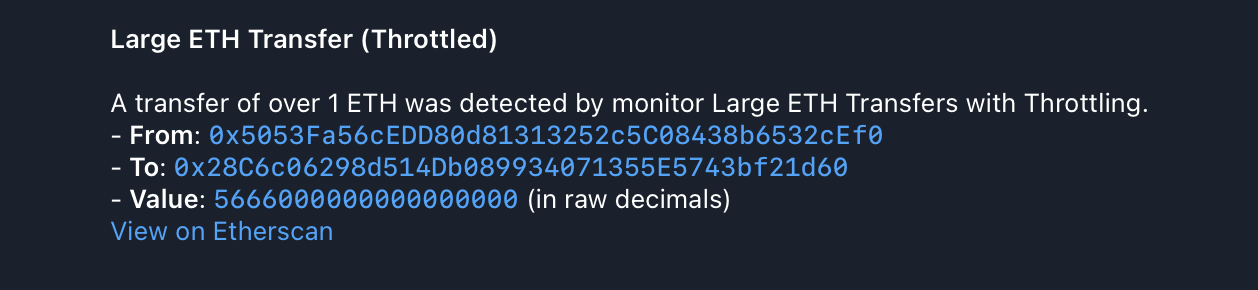 Large ETH Transfer (Throttled)
A transfer of over 1 ETH was detected by monitor Large ETH Transfers with Throttling.
- From: 0x5053Fa56cEDD80d81313252c5C08438b6532cEf0
- To: 0x28C6c06298d514Db089934071355E5743bf21d60
- Value: 5666000000000000000 (in raw decimals)
View on Etherscan